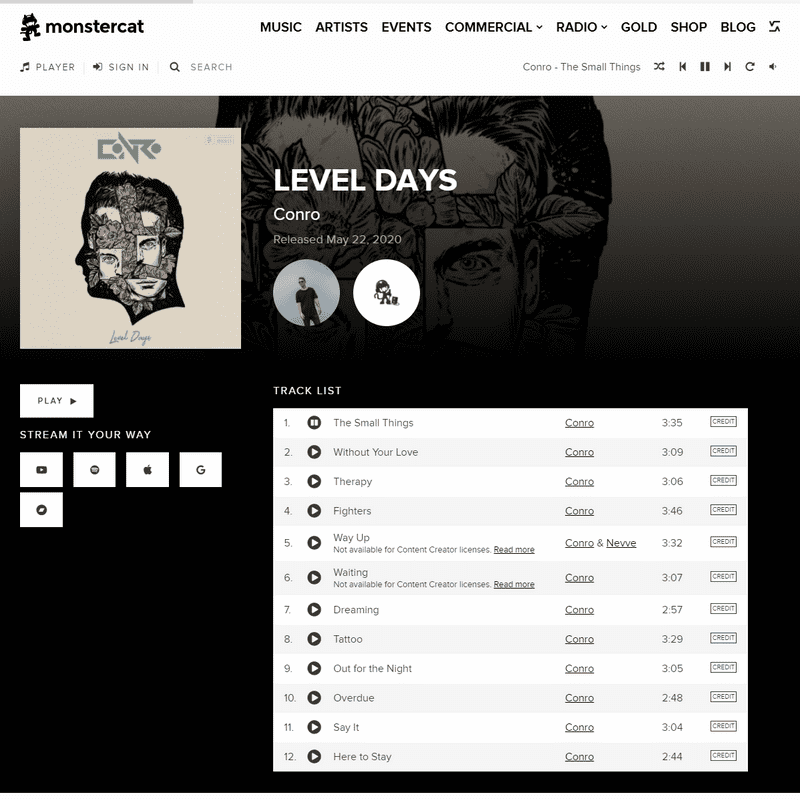 monstercat
MUSIC ARTISTS EVENTS COMMERCIAL RADIO GOLD SHOP BLOG
PLAYER SIGN IN SEARCH
Conro - The Small Things
CONRO
Level Days
LEVEL DAYS
Conro
Released May 22, 2020
PLAY
STREAM IT YOUR WAY
G
TRACK LIST
1. The Small Things Conro 3:35 CREDIT
2. Without Your Love Conro 3:09 CREDIT
3. Therapy Conro 3:06 CREDIT
4. Fighters Conro 3:46 CREDIT
5. Way Up Conro & Nevve 3:32 CREDIT
Not available for Content Creator licenses. Read more
6. Waiting Conro 3:07 CREDIT
Not available for Content Creator licenses. Read more
7. Dreaming Conro 2:57 CREDIT
8. Tattoo Conro 3:29 CREDIT
9. Out for the Night Conro 3:05 CREDIT
10. Overdue Conro 2:48 CREDIT
11. Say It Conro 3:04 CREDIT
12. Here to Stay Conro 2:44 CREDIT